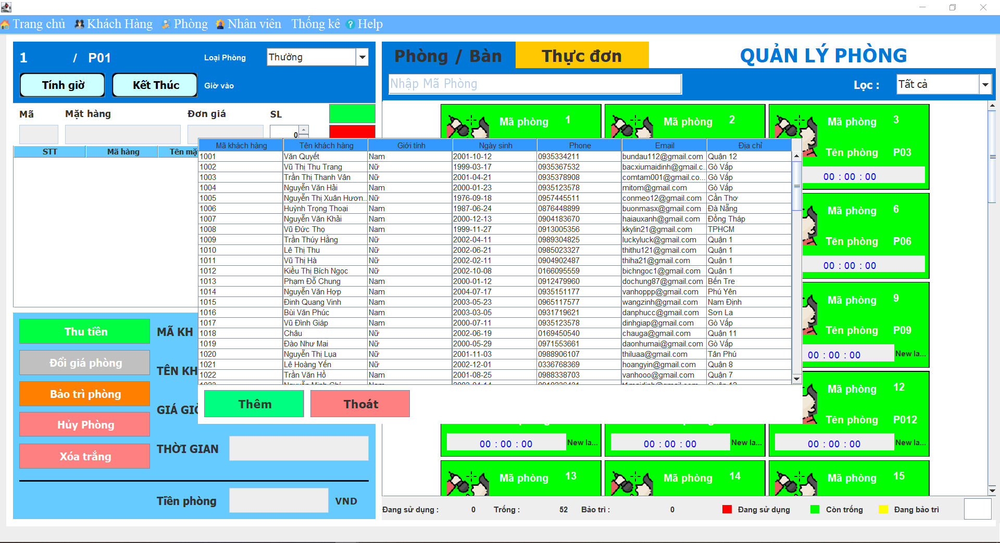 Trang chủ Khách Hàng Phòng Nhân viên Thống kê Help
1 / P01 Loại Phòng Thường
Tính giờ Kết Thúc Giờ vào
Mã Mặt hàng Đơn giá SL
0
STT Mã hàng Tên mặ
Phòng / Bàn Thực đơn QUẢN LÝ PHÒNG
Nhập Mã Phòng Lọc : Tất cả
Mã phòng 1 Mã phòng 2 Mã phòng 3
Tên phòng P03
00 : 00 : 00
Mã phòng 6
Tên phòng P06
00 : 00 : 00
Mã phòng 9
Tên phòng P09
00 : 00 : 00 New la...
Mã phòng 12
Tên phòng P012
00 : 00 : 00 New la... 00 : 00 : 00 New la... 00 : 00 : 00 New la...
Mã phòng 13 Mã phòng 14 Mã phòng 15
Mã khách hàng Tên khách hàng Giới tính Ngày sinh Phone Email Địa chỉ
1001 Văn Quyết Nam 2001-10-12 0935334211 bundau112@gmail.com Quận 12
1002 Vũ Thị Thu Trang Nữ 1999-03-17 0935367532 bacxiumaidinh@gmail.c... Gò Vấp
1003 Trần Thị Thanh Vân Nữ 2001-04-21 0935378908 comtam001@gmail.co... Gò Vấp
1004 Nguyễn Văn Hải Nam 2000-01-23 0935123578 mitom@gmail.com Gò Vấp
1005 Nguyễn Thị Xuân Hươn... Nữ 1976-09-18 0957445511 conmeo12@gmail.com Cần Thơ
1006 Huỳnh Trọng Thoại Nam 1987-06-24 0876448899 buonmasx@gmail.com Đà Nẵng
1007 Nguyễn Văn Khải Nam 2000-12-13 0904183670 haiauxanh@gmail.com Đồng Tháp
1008 Vũ Đức Thọ Nam 1999-11-27 0913005356 kkylin21@gmail.com TPHCM
1009 Trần Thúy Hằng Nữ 2002-04-11 0989304825 luckyluck@gmail.com Quận 1
1010 Lê Thị Thu Nữ 2002-06-21 0985023327 thithu121@gmail.com Quận 1
1011 Vũ Thị Hà Nữ 2002-02-11 0904902487 thiha21@gmail.com Quận 1
1012 Kiều Thị Bích Ngọc Nữ 2002-10-08 0166095559 bichngoc1@gmail.com Quận 1
1013 Phạm Đỗ Chung Nam 2000-01-12 0912479960 dochung87@gmail.com Bến Tre
1014 Nguyễn Văn Hợp Nam 2004-07-17 0935151177 vanhoppp@gmail.com Phú Yên
1015 Đinh Quang Vinh Nam 2003-05-23 0965117577 wangzinh@gmail.com Nam Định
1016 Bùi Văn Phúc Nam 2003-03-05 0931719621 danphucc@gmail.com Sơn La
1017 Vũ Đình Giáp Nam 2000-07-11 0935123578 dinhgiap@gmail.com Gò Vấp
1018 Châu Nữ 2002-06-19 0169450540 chauga@gmail.com Quận 11
1019 Đào Như Mai Nữ 2000-05-29 0971553661 daonhumai@gmail.com Gò Vấp
1020 Nguyễn Thị Lụa Nữ 2001-11-03 0988906107 thiluaa@gmail.com Tân Phú
1021 Lê Hoàng Yến Nữ 2002-12-01 0336768369 hoangyin@gmail.com Quận 8
1022 Trần Văn Hồ Nam 2001-08-25 0988338703 vanhooo@gmail.com Quận 7
Thêm Thoát
Thu tiền MÃ KH
Đổi giá phòng TÊN KH
Bảo trì phòng GIÁ GIỜ
Hủy Phòng
Xóa trắng THỜI GIAN
Tiền phòng VND
Đang sử dụng : 0 Trống : 52 Bảo trì : 0 Đang sử dụng Còn trống Đang bảo trì